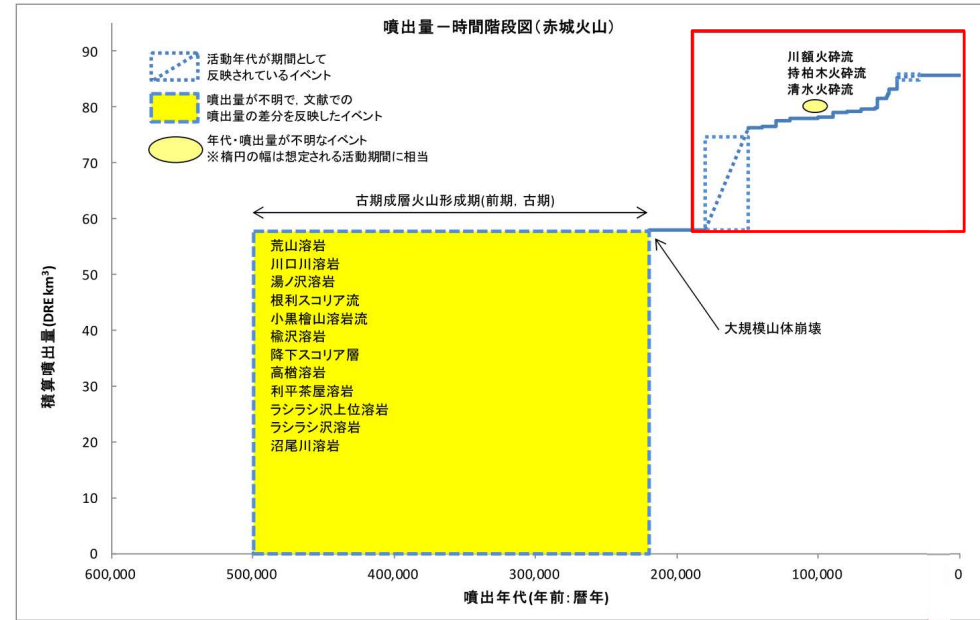 噴出量－時間階段図(赤城火山)
活動年代が期間として
反映されているイベント
噴出量が不明で，文献での
噴出量の差分を反映したイベント
年代・噴出量が不明なイベント
※楕円の幅は想定される活動期間に相当
川額火砕流
持柏木火砕流
清水火砕流
古期成層火山形成期(前期，古期)
荒山溶岩
川口川溶岩
湯ノ沢溶岩
根利スコリア流
小黒檜山溶岩流
楡沢溶岩
降下スコリア層
高楢溶岩
利平茶屋溶岩
ラシラシ沢上位溶岩
ラシラシ沢溶岩
沼尾川溶岩
大規模山体崩壊
積算噴出量(DRE km³)
90
80
70
60
50
40
30
20
10
0
600,000
500,000
400,000
300,000
200,000
100,000
0
噴出年代(年前：暦年)